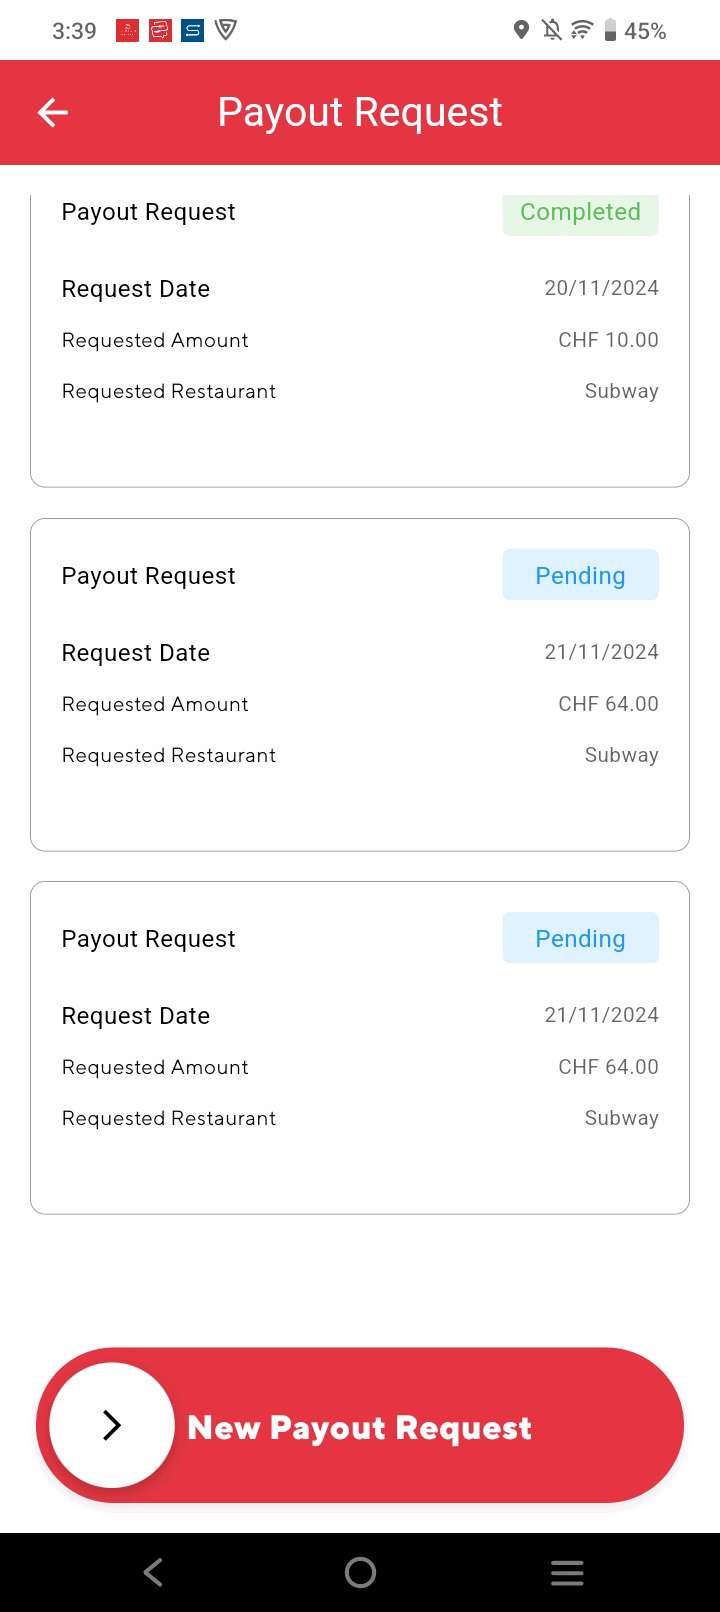 3:39 45%
Payout Request
Payout Request Completed
Request Date 20/11/2024
Requested Amount CHF 10.00
Requested Restaurant Subway
Payout Request Pending
Request Date 21/11/2024
Requested Amount CHF 64.00
Requested Restaurant Subway
Payout Request Pending
Request Date 21/11/2024
Requested Amount CHF 64.00
Requested Restaurant Subway
New Payout Request